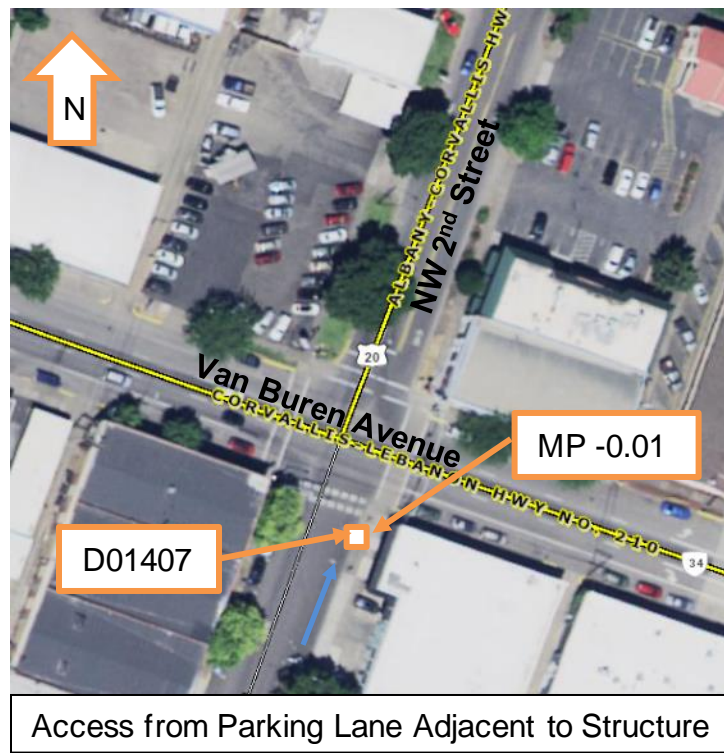 N
ALBANY-CORVALLIS-HW
NW 2nd Street
20
Van Buren Avenue
CORVALLIS-LEBANON HWY NO. 210
MP -0.01
D01407
34
Access from Parking Lane Adjacent to Structure